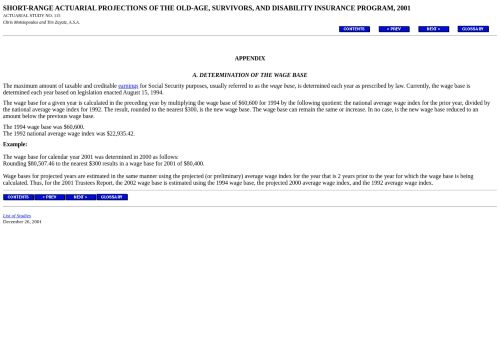 SHORT-RANGE ACTUARIAL PROJECTIONS OF THE OLD-AGE, SURVIVORS, AND DISABILITY INSURANCE PROGRAM, 2001
ACTUARIAL STUDY NO. 115
Chris Motsiopoulos and Tim Zayatz, A.S.A.
CONTENTS < PREV NEXT > GLOSSARY
APPENDIX
A. DETERMINATION OF THE WAGE BASE
The maximum amount of taxable and creditable earnings for Social Security purposes, usually referred to as the wage base, is determined each year as prescribed by law. Currently, the wage base is
determined each year based on legislation enacted August 15, 1994.
The wage base for a given year is calculated in the preceding year by multiplying the wage base of $60,600 for 1994 by the following quotient: the national average wage index for the prior year, divided by
the national average wage index for 1992. The result, rounded to the nearest $300, is the new wage base. The wage base can remain the same or increase. In no case, is the new wage base reduced to an
amount below the previous wage base.
The 1994 wage base was $60,600.
The 1992 national average wage index was $22,935.42.
Example:
The wage base for calendar year 2001 was determined in 2000 as follows:
Rounding $80,507.46 to the nearest $300 results in a wage base for 2001 of $80,400.
Wage bases for projected years are estimated in the same manner using the projected (or preliminary) average wage index for the year that is 2 years prior to the year for which the wage base is being
calculated. Thus, for the 2001 Trustees Report, the 2002 wage base is estimated using the 1994 wage base, the projected 2000 average wage index, and the 1992 average wage index.
CONTENTS < PREV NEXT > GLOSSARY
List of Studies
December 26, 2001